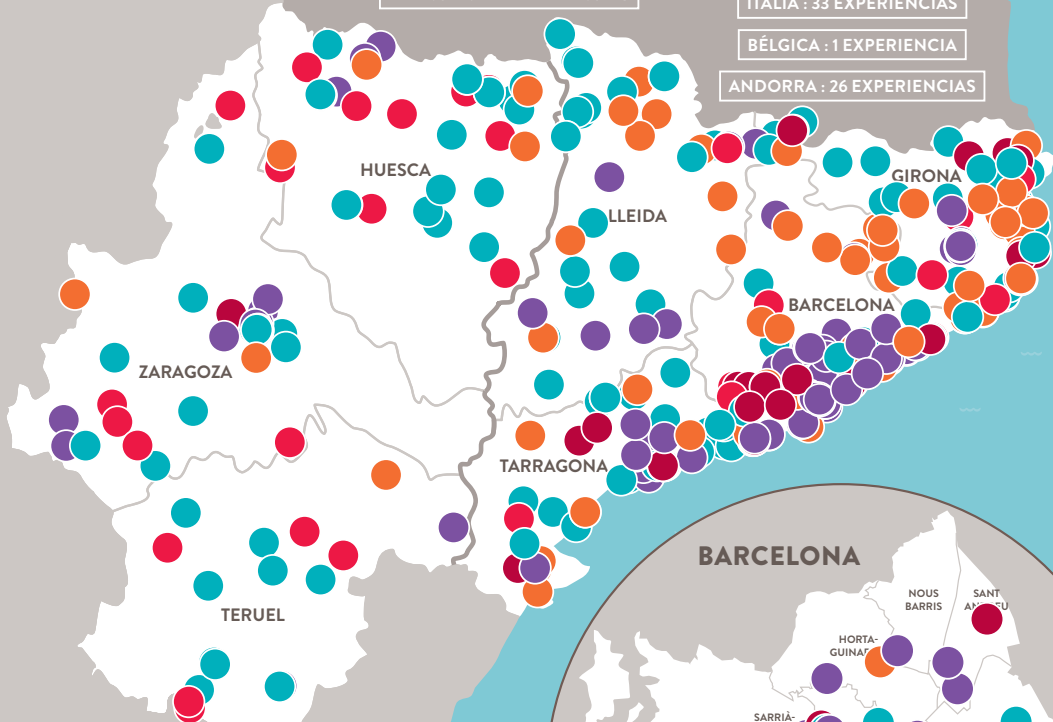 ITALIA : 33 EXPERIENCIAS
BÉLGICA : 1 EXPERIENCIA
ANDORRA : 26 EXPERIENCIAS
HUESCA
GIRONA
LLEIDA
BARCELONA
ZARAGOZA
TARRAGONA
TERUEL
BARCELONA
NOUS
BARRIS
SANT
HORTA-
SARRIÀ-